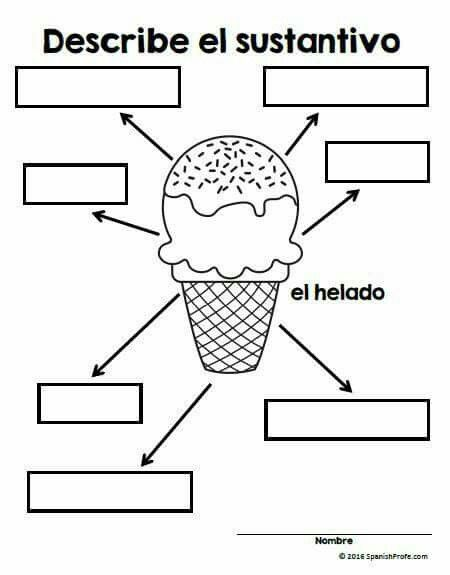 Describe el sustantivo
el helado
Nombre
© 2016 SpanishProfe.com